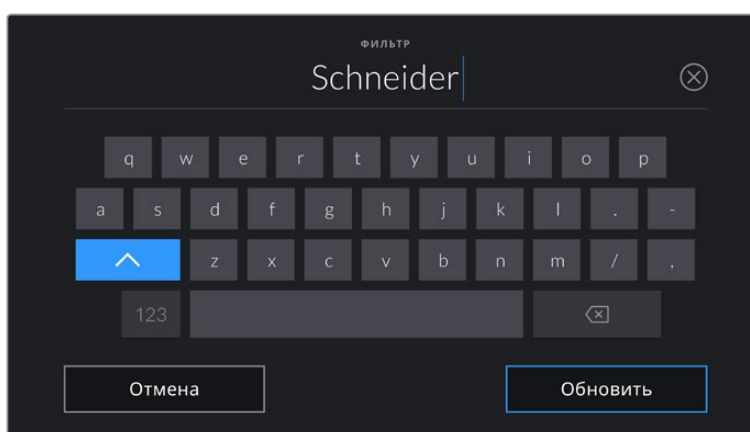 ФИЛЬТР
Schneider
q w e r t y u i o p
a s d f g h j k l . -
z x c v b n m / ,
123
Отмена Обновить